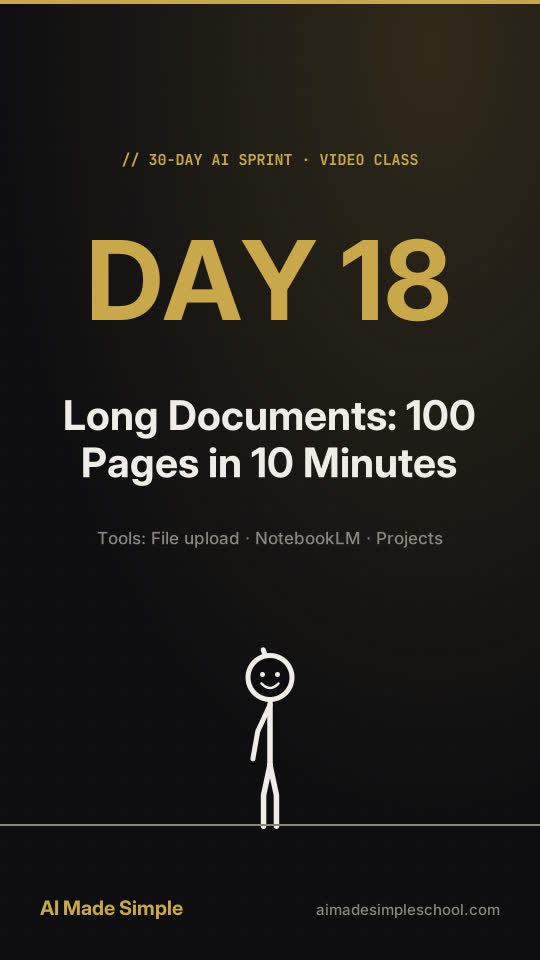 // 30-DAY AI SPRINT · VIDEO CLASS
DAY 18
Long Documents: 100
Pages in 10 Minutes
Tools: File upload · NotebookLM · Projects
AI Made Simple
aimadesimpleschool.com